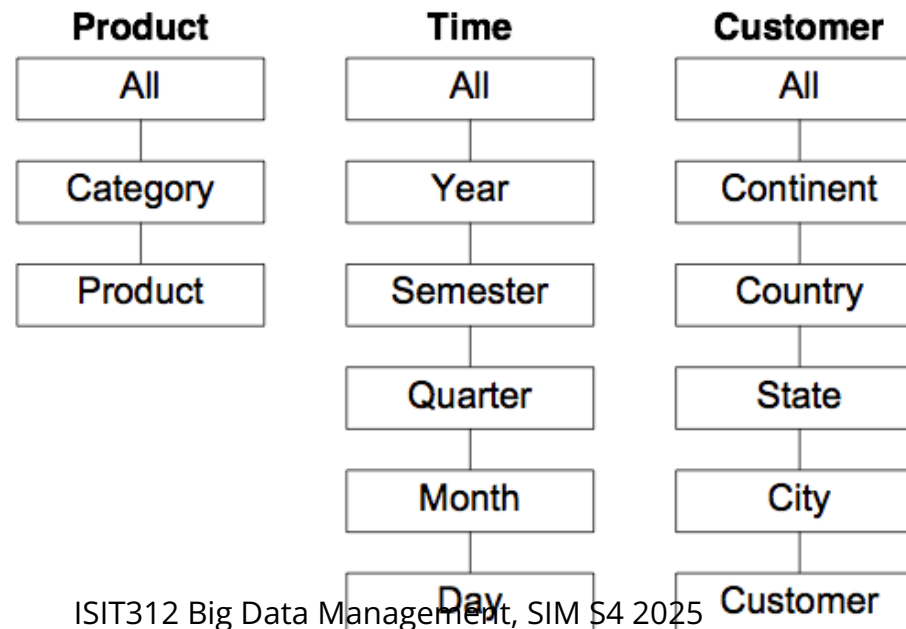 Product Time Customer
All All All
Category Year Continent
Product Semester Country
Quarter State
Month City
Day Customer
ISIT312 Big Data Management, SIM S4 2025